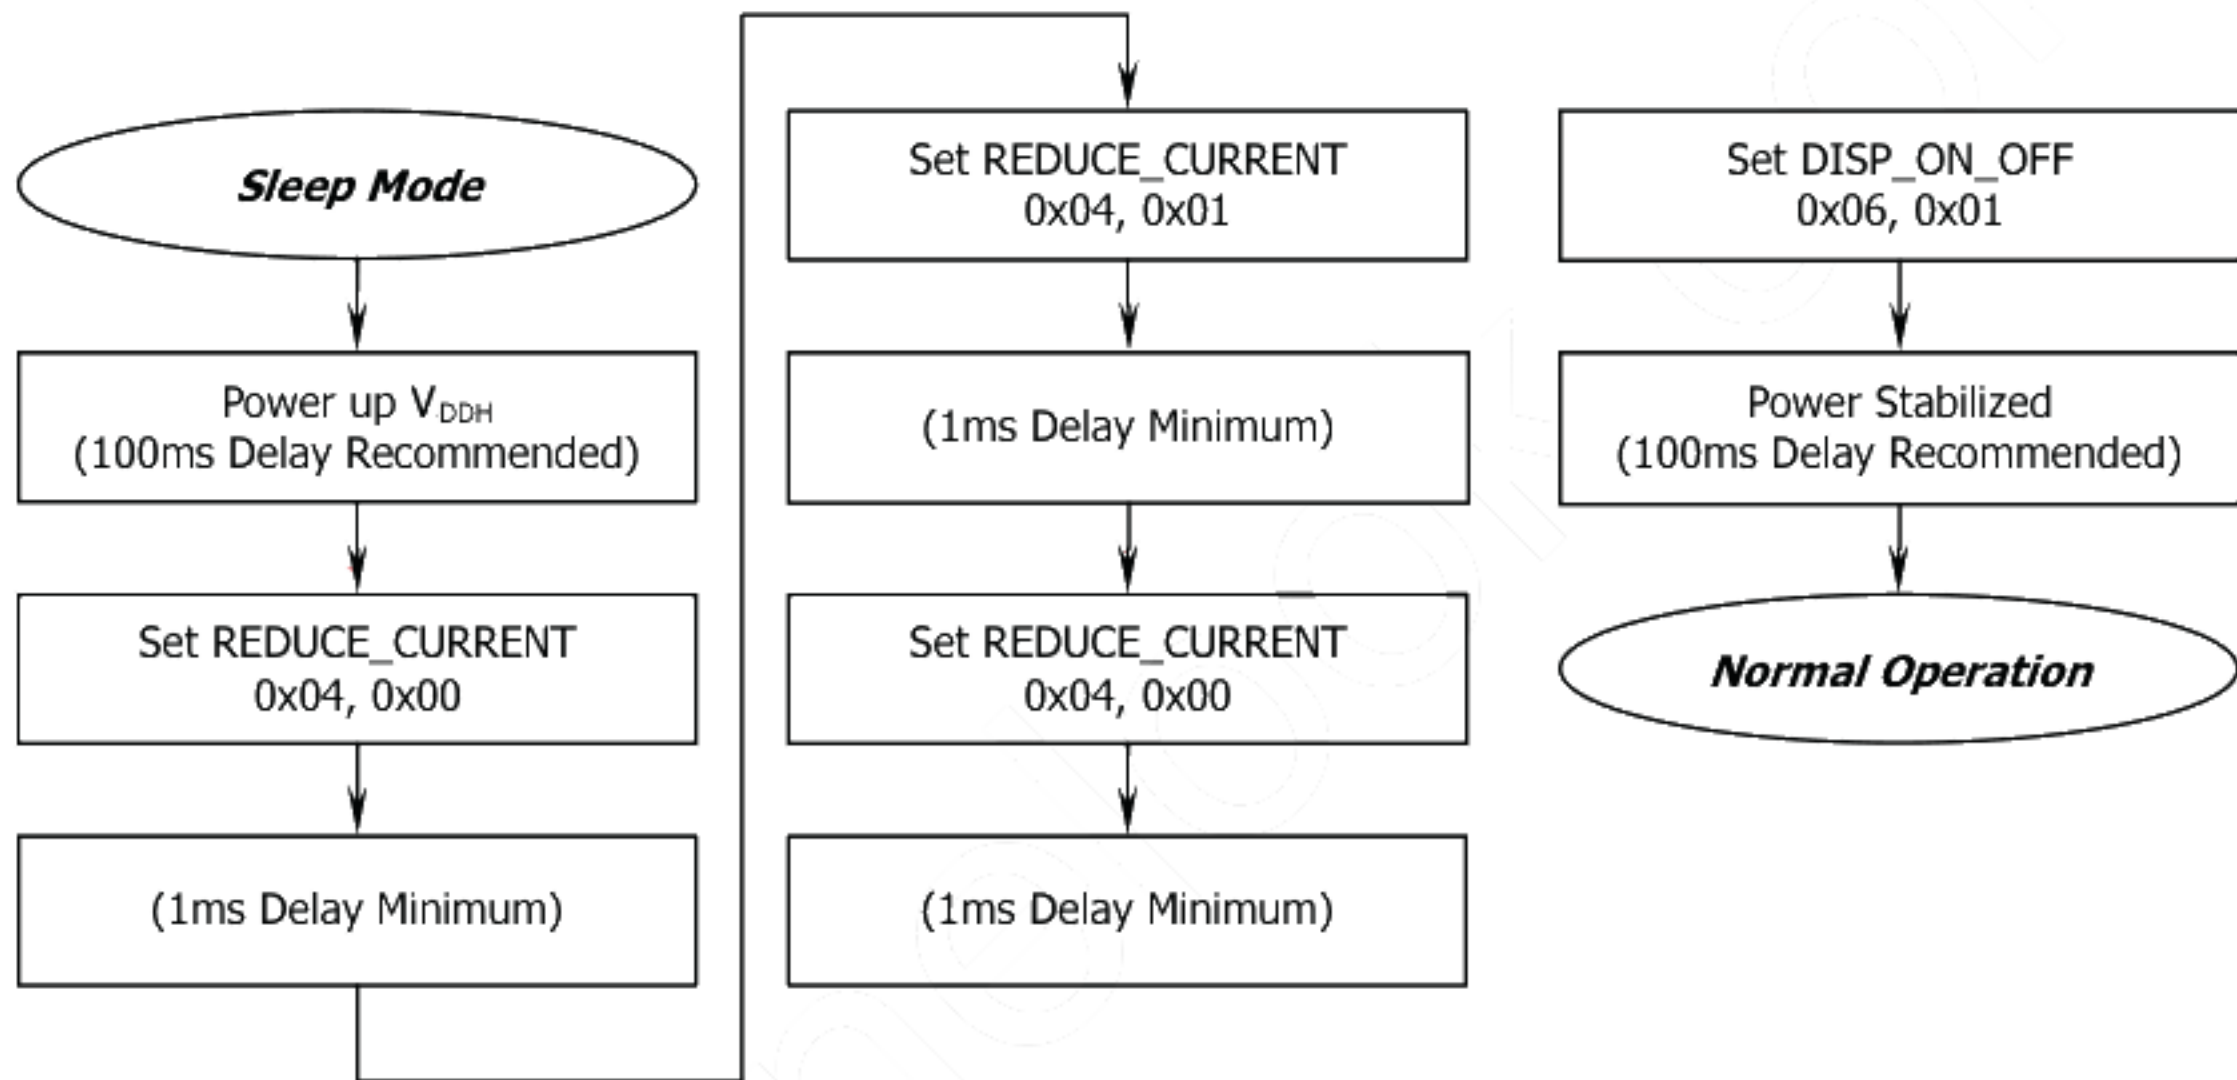 Sleep Mode
Power up VDDH
(100ms Delay Recommended)
Set REDUCE_CURRENT
0x04, 0x00
(1ms Delay Minimum)
Set REDUCE_CURRENT
0x04, 0x01
(1ms Delay Minimum)
Set REDUCE_CURRENT
0x04, 0x00
(1ms Delay Minimum)
Set DISP_ON_OFF
0x06, 0x01
Power Stabilized
(100ms Delay Recommended)
Normal Operation